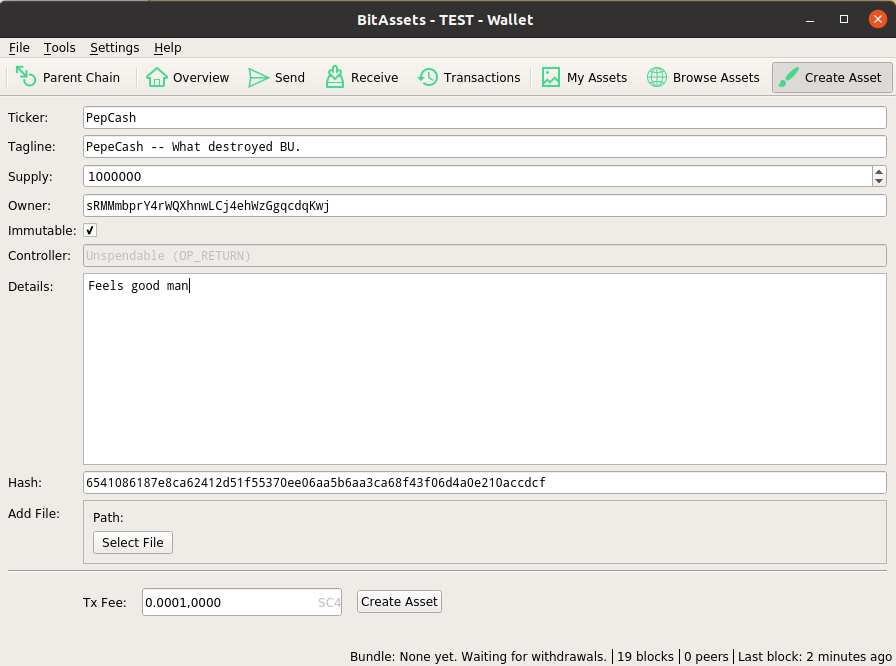 BitAssets - TEST - Wallet
File Tools Settings Help
Parent Chain Overview Send Receive Transactions My Assets Browse Assets Create Asset
Ticker: PepCash
Tagline: PepeCash -- What destroyed BU.
Supply: 1000000
Owner: sRMMmbprY4rWQXhnwLCj4ehWzGgqcdqKwj
Immutable:
Controller: Unspendable (OP_RETURN)
Details: Feels good man
Hash: 6541086187e8ca62412d51f55370ee06aa5b6aa3ca68f43f06d4a0e210accdcf
Add File: Path:
Select File
Tx Fee: 0.0001,0000 SC4 Create Asset
Bundle: None yet. Waiting for withdrawals. 19 blocks 0 peers Last block: 2 minutes ago